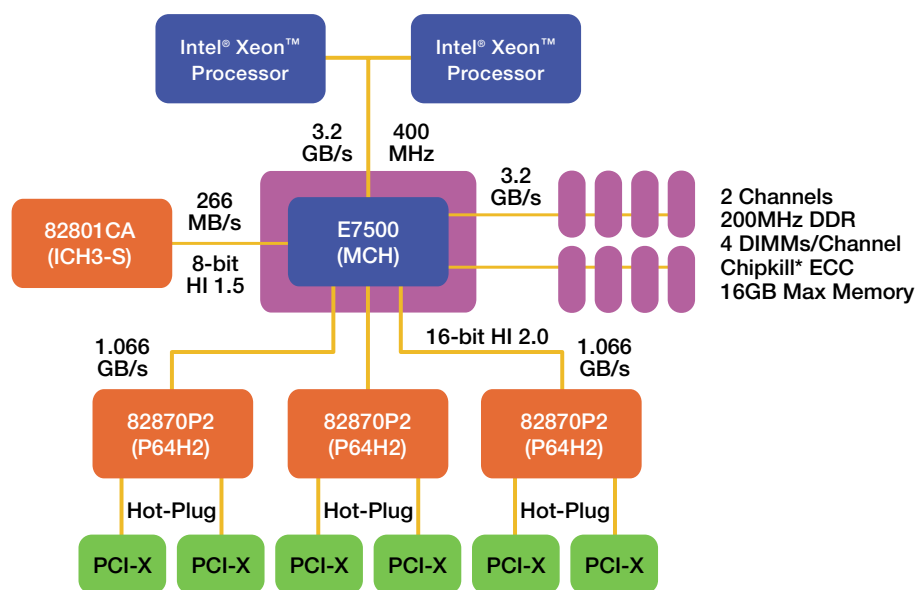 Intel® Xeon™
Processor
Intel® Xeon™
Processor
3.2
GB/s
400
MHz
3.2
GB/s
2 Channels
200MHz DDR
4 DIMMs/Channel
Chipkill* ECC
16GB Max Memory
82801CA
(ICH3-S)
266
MB/s
8-bit
HI 1.5
E7500
(MCH)
1.066
GB/s
16-bit HI 2.0
1.066
GB/s
82870P2
(P64H2)
82870P2
(P64H2)
82870P2
(P64H2)
Hot-Plug
Hot-Plug
Hot-Plug
PCI-X
PCI-X
PCI-X
PCI-X
PCI-X
PCI-X